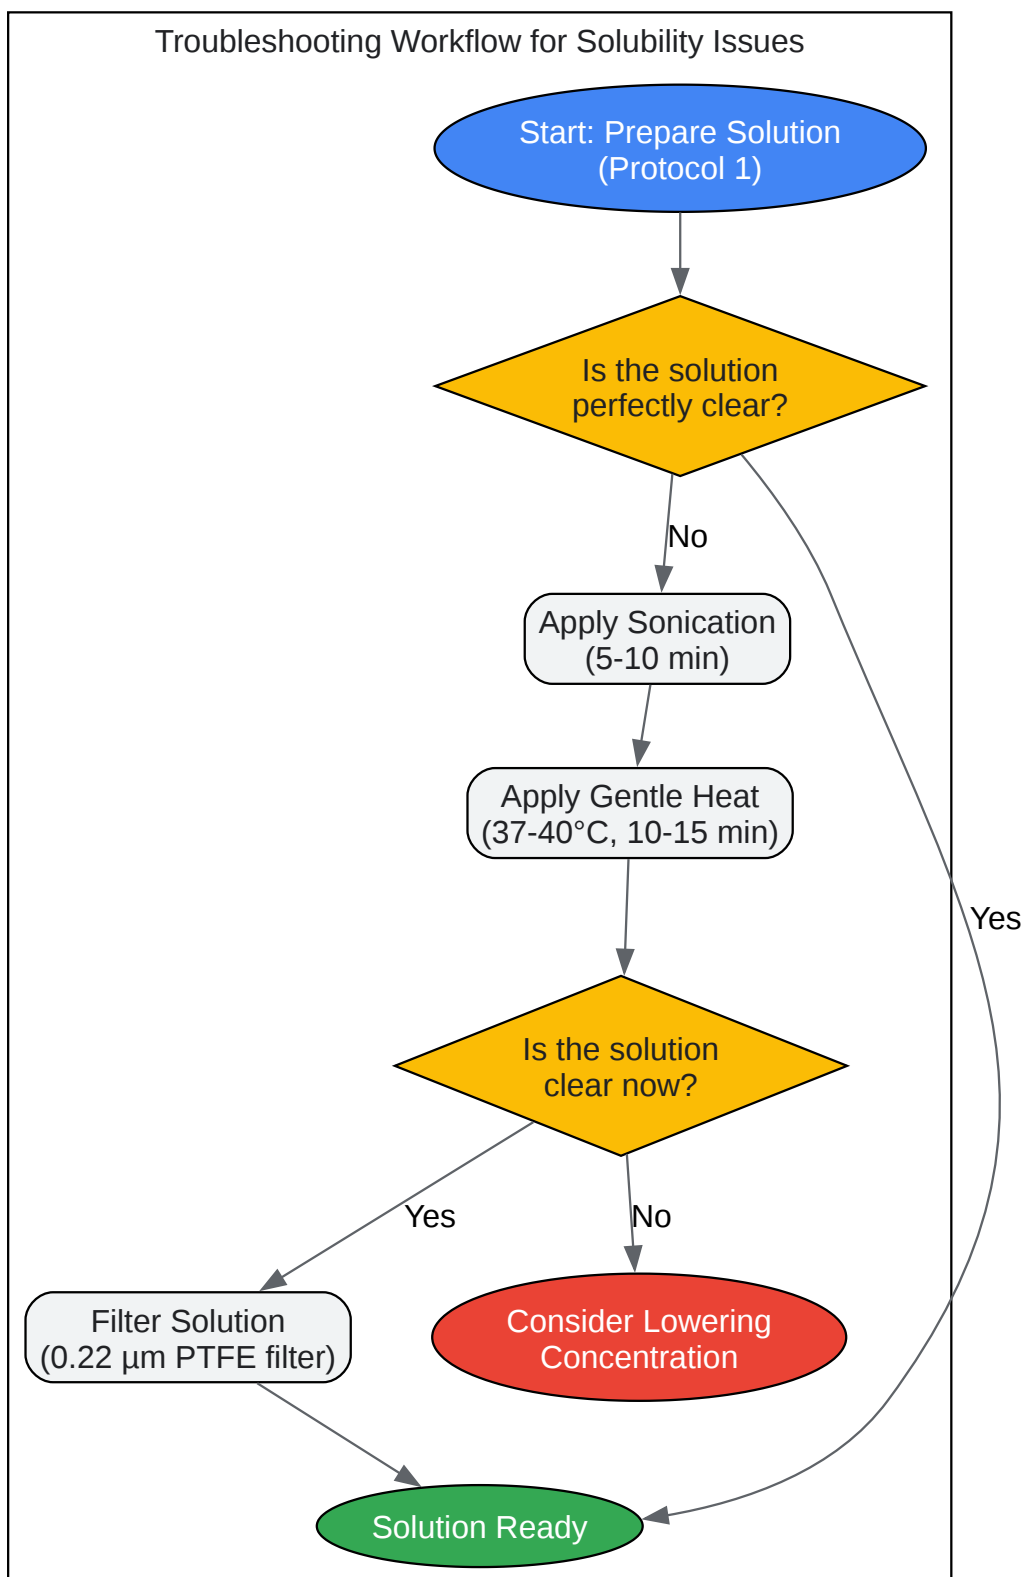 Troubleshooting Workflow for Solubility Issues
Start: Prepare Solution
(Protocol 1)
Is the solution
perfectly clear?
No
Apply Sonication
(5-10 min)
Apply Gentle Heat
(37-40°C, 10-15 min)
Yes
Is the solution
clear now?
Yes
No
Filter Solution
(0.22 µm PTFE filter)
Consider Lowering
Concentration
Solution Ready